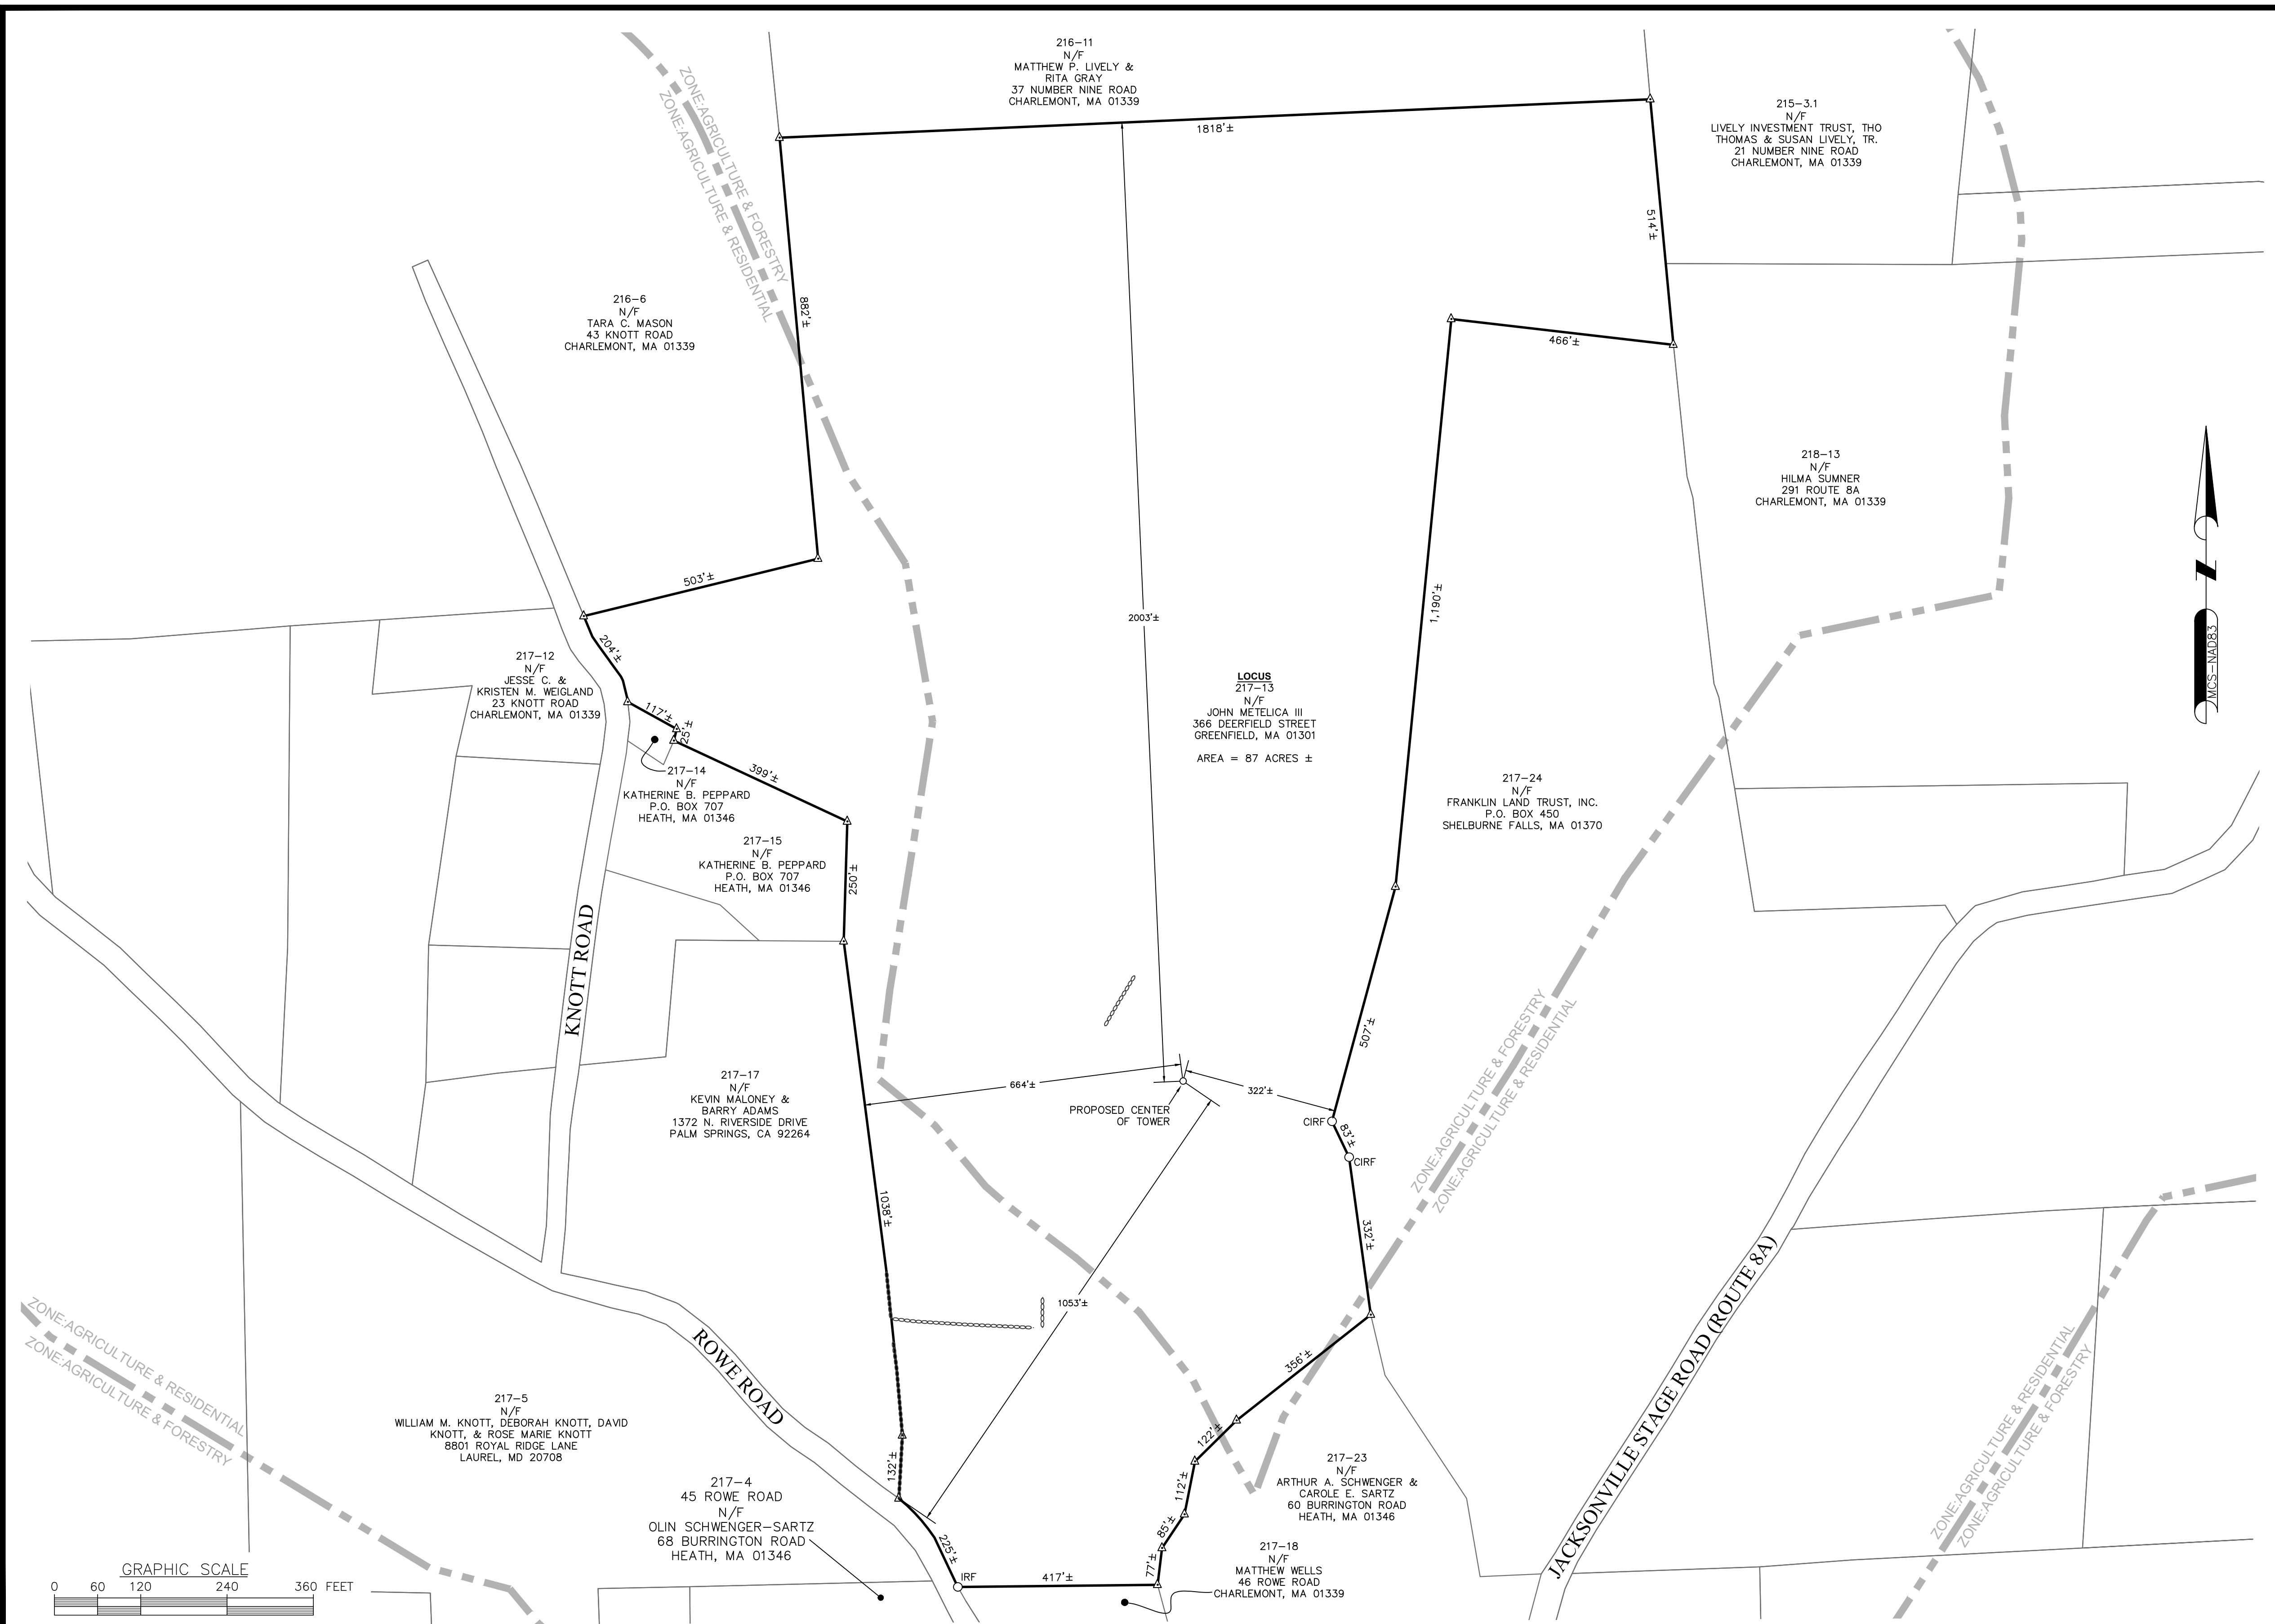 216-11
N/F
MATTHEW P. LIVELY &
RITA GRAY
37 NUMBER NINE ROAD
CHARLEMONT, MA 01339
ZONE:AGRICULTURE & FORESTRY
ZONE:AGRICULTURE & RESIDENTIAL
1818'±
215-3.1
N/F
LIVELY INVESTMENT TRUST, THO
THOMAS & SUSAN LIVELY, TR.
21 NUMBER NINE ROAD
CHARLEMONT, MA 01339
514'±
882'±
466'±
216-6
N/F
TARA C. MASON
43 KNOTT ROAD
CHARLEMONT, MA 01339
218-13
N/F
HILMA SUMNER
291 ROUTE 8A
CHARLEMONT, MA 01339
MCS-NAD83
N
503'±
204'±
2003'±
1,190'±
217-12
N/F
JESSE C. &
KRISTEN M. WEIGLAND
23 KNOTT ROAD
CHARLEMONT, MA 01339
117'±
25'±
399'±
LOCUS
217-13
N/F
JOHN METELICA III
366 DEERFIELD STREET
GREENFIELD, MA 01301
AREA = 87 ACRES ±
217-14
N/F
KATHERINE B. PEPPARD
P.O. BOX 707
HEATH, MA 01346
217-15
N/F
KATHERINE B. PEPPARD
P.O. BOX 707
HEATH, MA 01346
250'±
217-24
N/F
FRANKLIN LAND TRUST, INC.
P.O. BOX 450
SHELBURNE FALLS, MA 01370
KNOTT ROAD
507'±
ZONE:AGRICULTURE & FORESTRY
ZONE:AGRICULTURE & RESIDENTIAL
217-17
N/F
KEVIN MALONEY &
BARRY ADAMS
1372 N. RIVERSIDE DRIVE
PALM SPRINGS, CA 92264
664'±
322'±
PROPOSED CENTER
OF TOWER
CIRF
83'±
CIRF
1038'±
332'±
1053'±
356'±
JACKSONVILLE STAGE ROAD (ROUTE 8A)
ROWE ROAD
ZONE:AGRICULTURE & RESIDENTIAL
ZONE:AGRICULTURE & FORESTRY
217-5
N/F
WILLIAM M. KNOTT, DEBORAH KNOTT, DAVID
KNOTT, & ROSE MARIE KNOTT
8801 ROYAL RIDGE LANE
LAUREL, MD 20708
132'±
122'±
112'±
85'±
77'±
217-23
N/F
ARTHUR A. SCHWENGER &
CAROLE E. SARTZ
60 BURRINGTON ROAD
HEATH, MA 01346
ZONE:AGRICULTURE & RESIDENTIAL
ZONE:AGRICULTURE & FORESTRY
217-4
45 ROWE ROAD
N/F
OLIN SCHWENGER-SARTZ
68 BURRINGTON ROAD
HEATH, MA 01346
225'±
IRF
417'±
217-18
N/F
MATTHEW WELLS
46 ROWE ROAD
CHARLEMONT, MA 01339
GRAPHIC SCALE
0 60 120 240 360 FEET